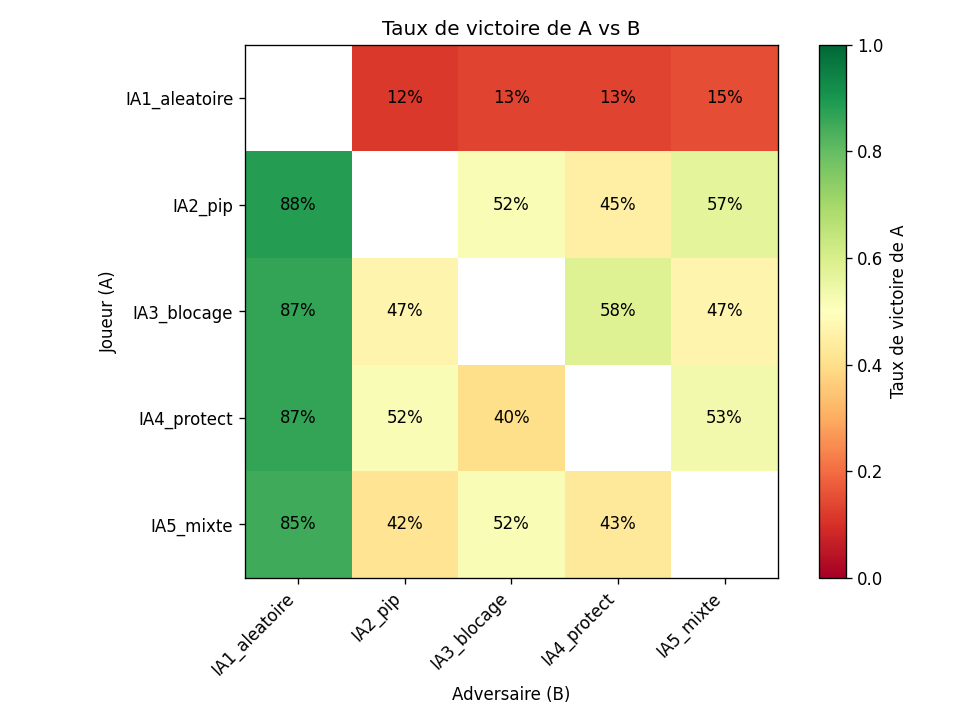 Taux de victoire de A vs B
IA1_aleatoire
12%
13%
13%
15%
IA2_pip
88%
52%
45%
57%
IA3_blocage
87%
47%
58%
47%
IA4_protect
87%
52%
40%
53%
IA5_mixte
85%
42%
52%
43%
Joueur (A)
IA1_aleatoire
IA2_pip
IA3_blocage
IA4_protect
IA5_mixte
Adversaire (B)
1.0
0.8
0.6
0.4
0.2
0.0
Taux de victoire de A